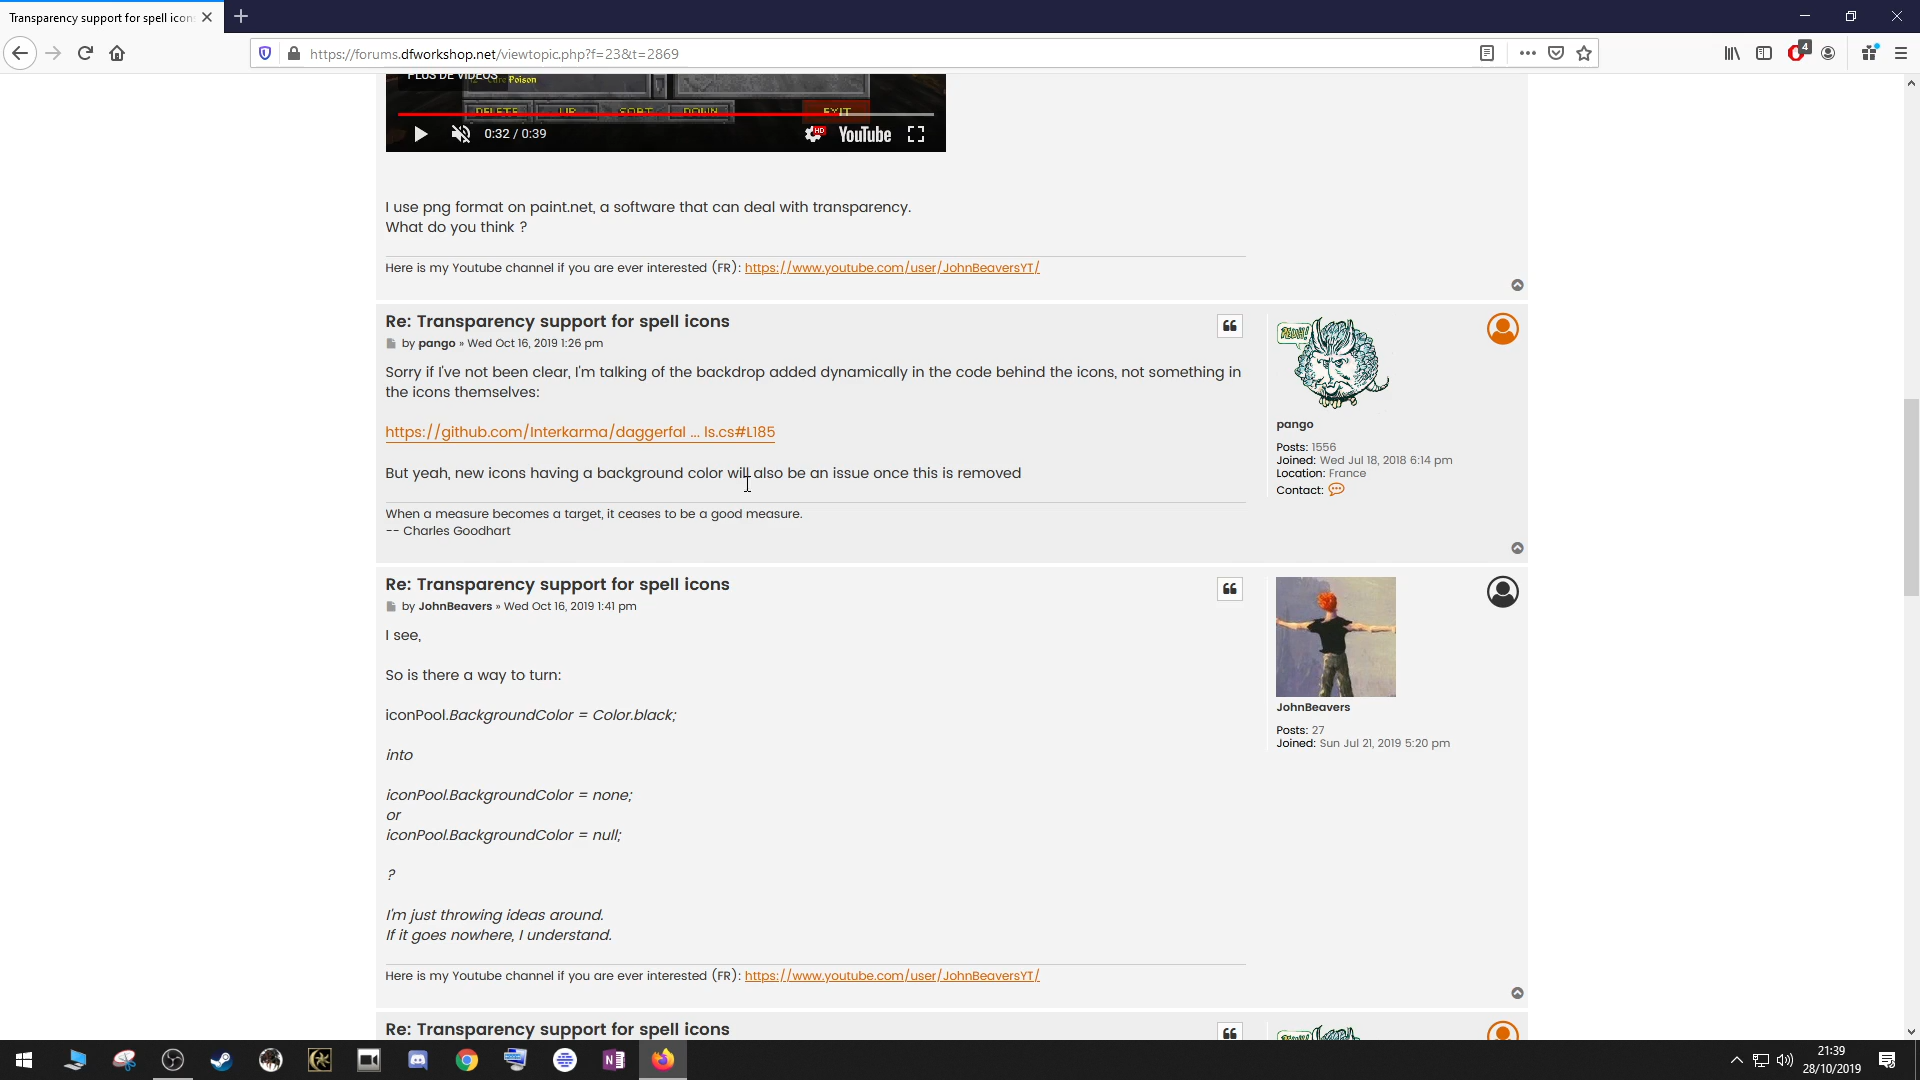 Transparency support for spell icons
https://forums.dfworkshop.net/viewtopic.php?f=23&t=2869
4
PLUS DE VIDÉOS
Poison
DELETE UP SORT DOWN EXIT
0:32 / 0:39
HD
YouTube
I use png format on paint.net, a software that can deal with transparency.
What do you think ?
Here is my Youtube channel if you are ever interested (FR): https://www.youtube.com/user/JohnBeaversYT/
Re: Transparency support for spell icons
by pango » Wed Oct 16, 2019 1:26 pm
Sorry if I've not been clear, I'm talking of the backdrop added dynamically in the code behind the icons, not something in
the icons themselves:
https://github.com/Interkarma/daggerfal ... ls.cs#L185
But yeah, new icons having a background color will also be an issue once this is removed
When a measure becomes a target, it ceases to be a good measure.
-- Charles Goodhart
pango
Posts: 1556
Joined: Wed Jul 18, 2018 6:14 pm
Location: France
Contact:
Re: Transparency support for spell icons
by JohnBeavers » Wed Oct 16, 2019 1:41 pm
I see,
So is there a way to turn:
iconPool.BackgroundColor = Color.black;
into
iconPool.BackgroundColor = none;
or
iconPool.BackgroundColor = null;
?
I'm just throwing ideas around.
If it goes nowhere, I understand.
Here is my Youtube channel if you are ever interested (FR): https://www.youtube.com/user/JohnBeaversYT/
JohnBeavers
Posts: 27
Joined: Sun Jul 21, 2019 5:20 pm
Re: Transparency support for spell icons
21:39
28/10/2019